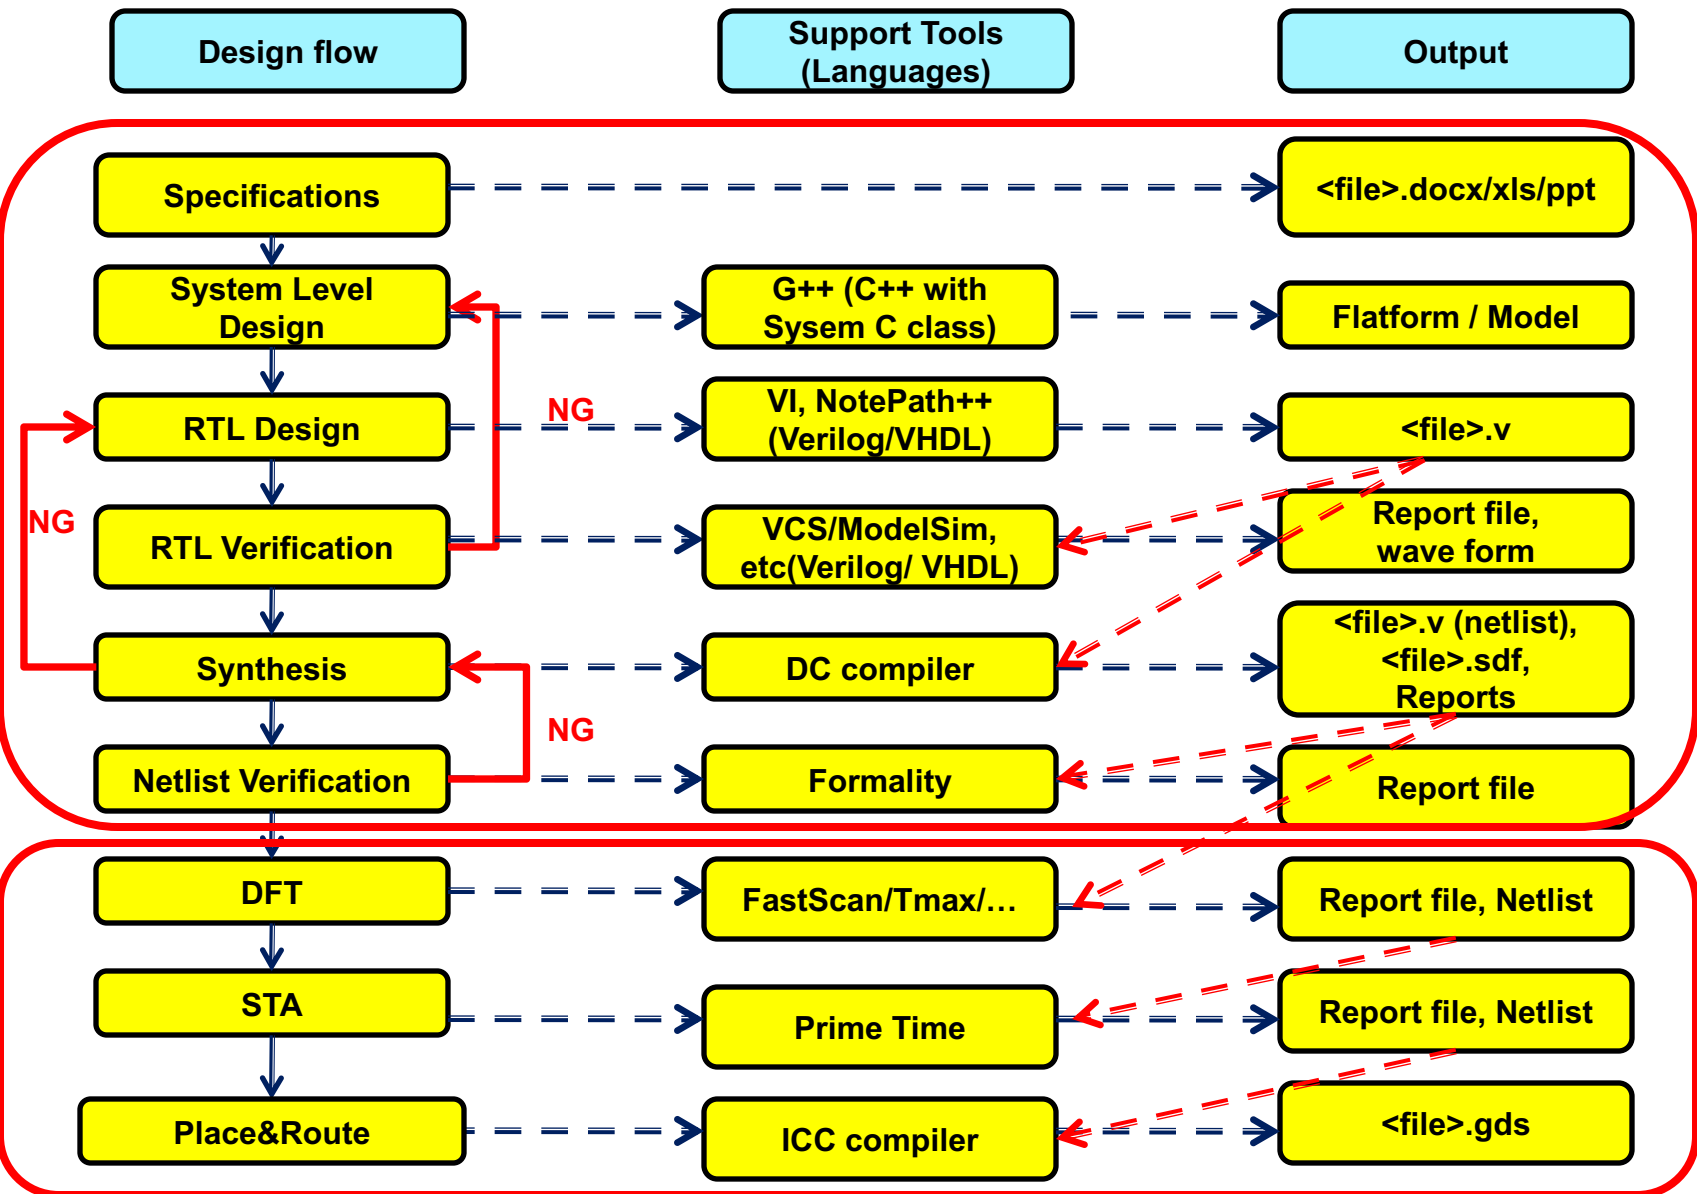 Design flow
Support Tools
(Languages)
Output
Specifications
<file>.docx/xls/ppt
System Level
Design
G++ (C++ with
Sysem C class)
Flatform / Model
NG
RTL Design
VI, NotePath++
(Verilog/VHDL)
<file>.v
NG
RTL Verification
VCS/ModelSim,
etc(Verilog/ VHDL)
Report file,
wave form
Synthesis
DC compiler
<file>.v (netlist),
<file>.sdf,
Reports
NG
Netlist Verification
Formality
Report file
DFT
FastScan/Tmax/…
Report file, Netlist
STA
Prime Time
Report file, Netlist
Place&Route
ICC compiler
<file>.gds